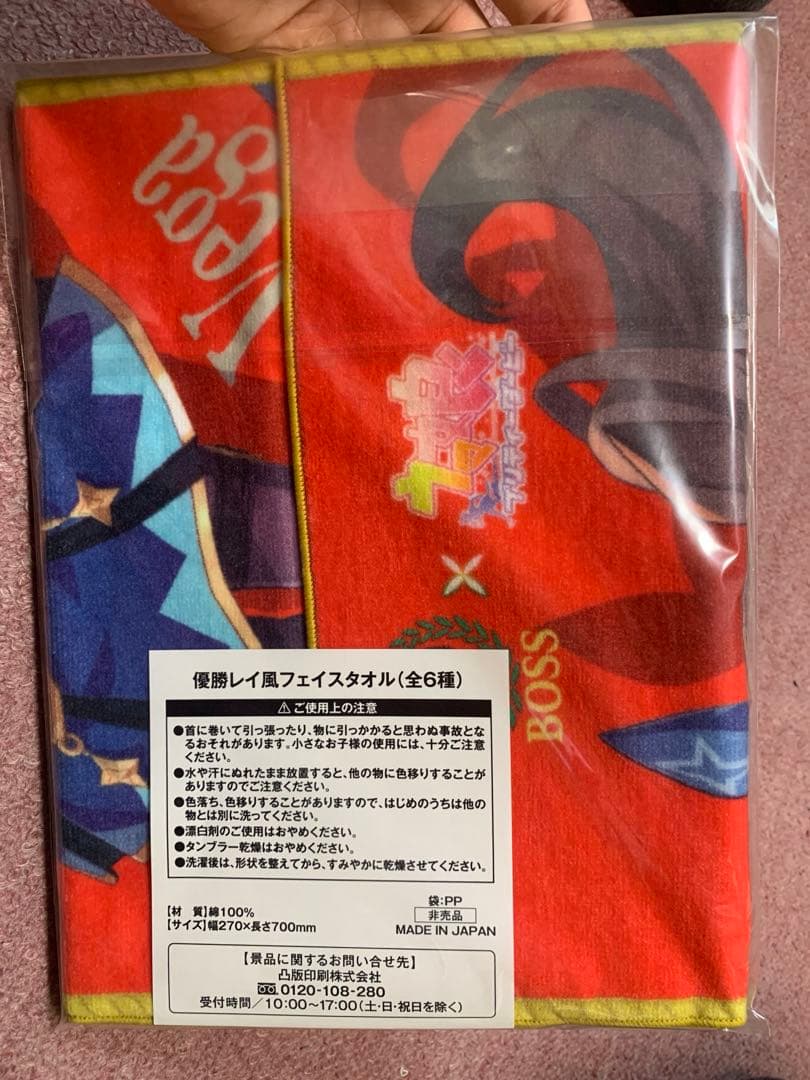 Vega
ウマ娘
プリティーダービー
×
BOSS
優勝レイ風フェイスタオル(全6種)
⚠ご使用上の注意
●首に巻いて引っ張ったり、物に引っかかると思わぬ事故とな
るおそれがあります。小さなお子様の使用には、十分ご注意
ください。
●水や汗にぬれたまま放置すると、他の物に色移りすることが
ありますのでご注意ください。
●色落ち、色移りすることがありますので、はじめのうちは他の
物とは別に洗ってください。
●漂白剤のご使用はおやめください。
●タンブラー乾燥はおやめください。
●洗濯後は、形状を整えてから、すみやかに乾燥させてください。
袋:PP
【材 質】綿100%
非売品
【サイズ】幅270×長さ700mm
MADE IN JAPAN
【景品に関するお問い合せ先】
凸版印刷株式会社
0120-108-280
受付時間/10:00～17:00(土・日・祝日を除く)